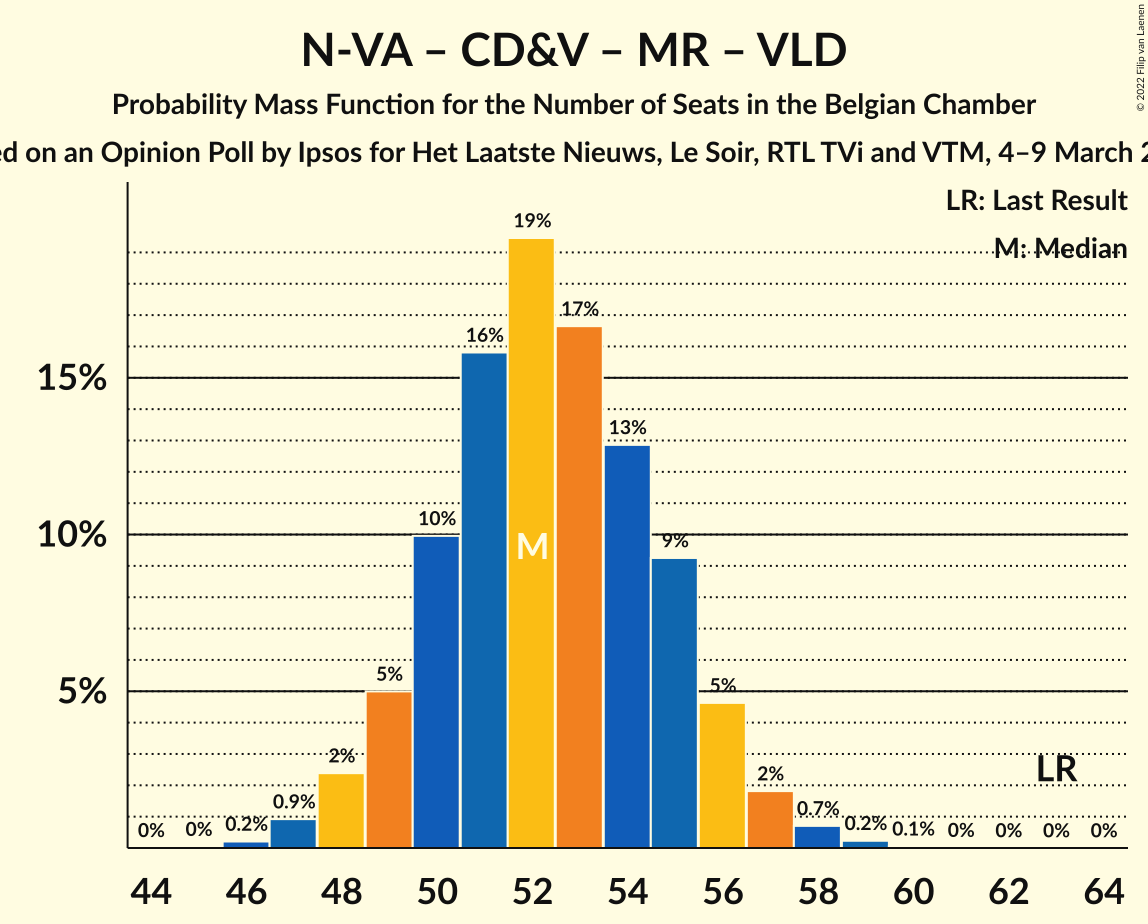 N-VA – CD&V – MR – VLD
Probability Mass Function for the Number of Seats in the Belgian Chamber
on an Opinion Poll by Ipsos for Het Laatste Nieuws, Le Soir, RTL TVi and VTM, 4–9 March
© 2022 Filip van Laenen
LR: Last Result
M: Median
19%
17%
16%
15%
13%
10%
10%
9%
M
5%
5%
5%
2%
2%
LR
0.9%
0.7%
0% 0% 0.2% 0.2% 0.1% 0% 0% 0% 0%
44 46 48 50 52 54 56 58 60 62 64